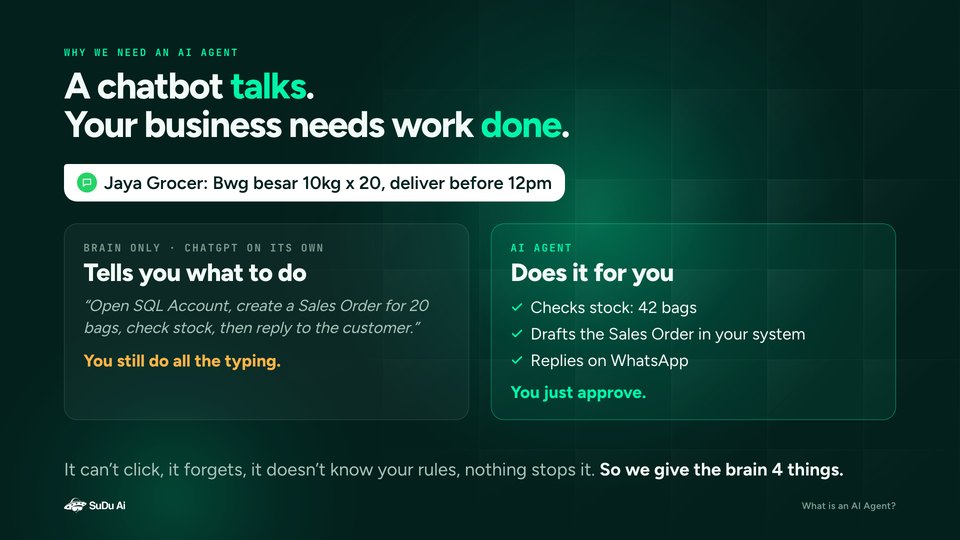 WHY WE NEED AN AI AGENT
A chatbot talks.
Your business needs work done.
Jaya Grocer: Bwg besar 10kg x 20, deliver before 12pm
BRAIN ONLY · CHATGPT ON ITS OWN
Tells you what to do
“Open SQL Account, create a Sales Order for 20
bags, check stock, then reply to the customer.”
You still do all the typing.
AI AGENT
Does it for you
Checks stock: 42 bags
Drafts the Sales Order in your system
Replies on WhatsApp
You just approve.
It can’t click, it forgets, it doesn’t know your rules, nothing stops it. So we give the brain 4 things.
SuDu Ai
What is an AI Agent?